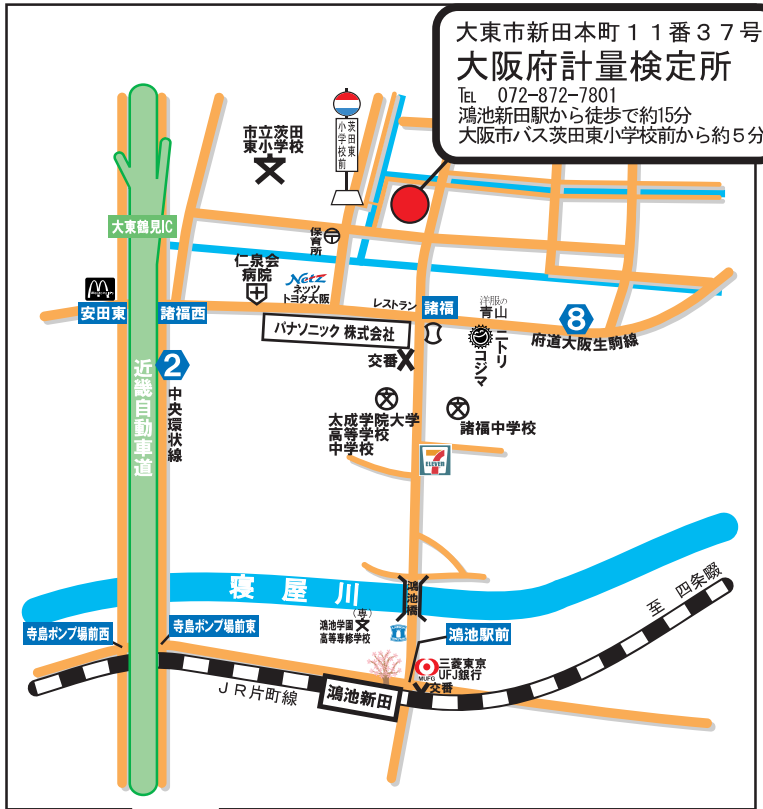 大東市新田本町１１番３７号
大阪府計量検定所
TEL 072-872-7801
鴻池新田駅から徒歩で約15分
大阪市バス茨田東小学校前から約５分
市立茨田
東小学校
茨田東
小学校前
大東鶴見IC
保育所
仁泉会
病院
Netz
ネッツ
トヨタ大阪
レストラン
諸福
洋服の
青山
8
府道大阪生駒線
安田東
諸福西
パナソニック 株式会社
ニトリ
コジマ
交番
2
中央環状線
近畿自動車道
太成学院大学
高等学校
中学校
諸福中学校
7
ELEVEN
寝屋川
鴻池橋
至 四条畷
(専)
鴻池学園
高等専修学校
寺島ポンプ場前西
寺島ポンプ場前東
鴻池駅前
三菱東京
UFJ銀行
MUFG
交番
鴻池新田
JR片町線